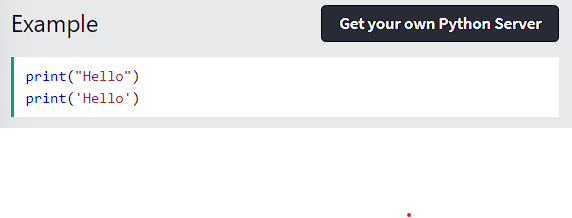 Example
Get your own Python Server
print("Hello")
print('Hello')